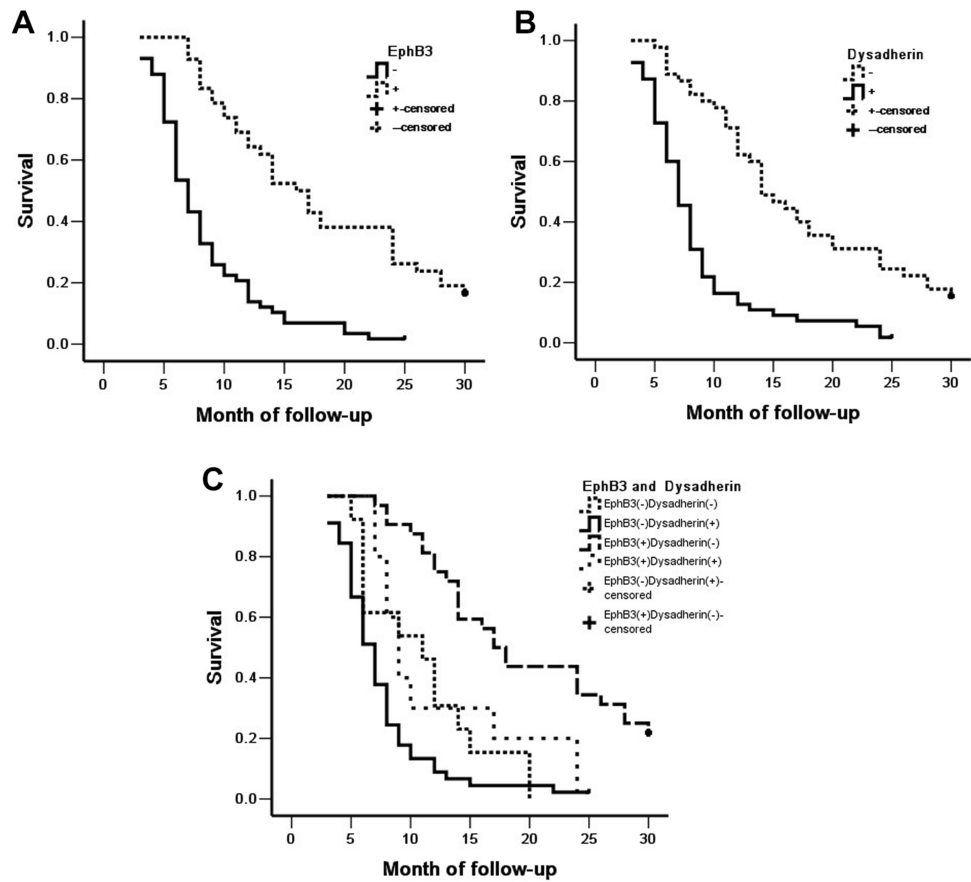 A
EphB3
-
+
+-censored
--censored
Survival
1.0
0.8
0.6
0.4
0.2
0.0
0 5 10 15 20 25 30
Month of follow-up
B
Dysadherin
-
+
+-censored
--censored
Survival
1.0
0.8
0.6
0.4
0.2
0.0
0 5 10 15 20 25 30
Month of follow-up
C
EphB3 and Dysadherin
EphB3(-)Dysadherin(-)
EphB3(-)Dysadherin(+)
EphB3(+)Dysadherin(-)
EphB3(+)Dysadherin(+)
EphB3(-)Dysadherin(+)-
censored
EphB3(+)Dysadherin(-)-
censored
Survival
1.0
0.8
0.6
0.4
0.2
0.0
0 5 10 15 20 25 30
Month of follow-up